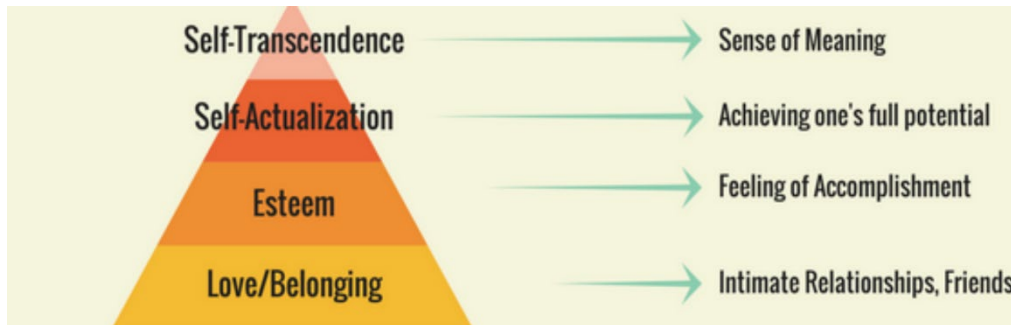 Self-Transcendence Sense of Meaning
Self-Actualization Achieving one's full potential
Esteem Feeling of Accomplishment
Love/Belonging Intimate Relationships, Friends